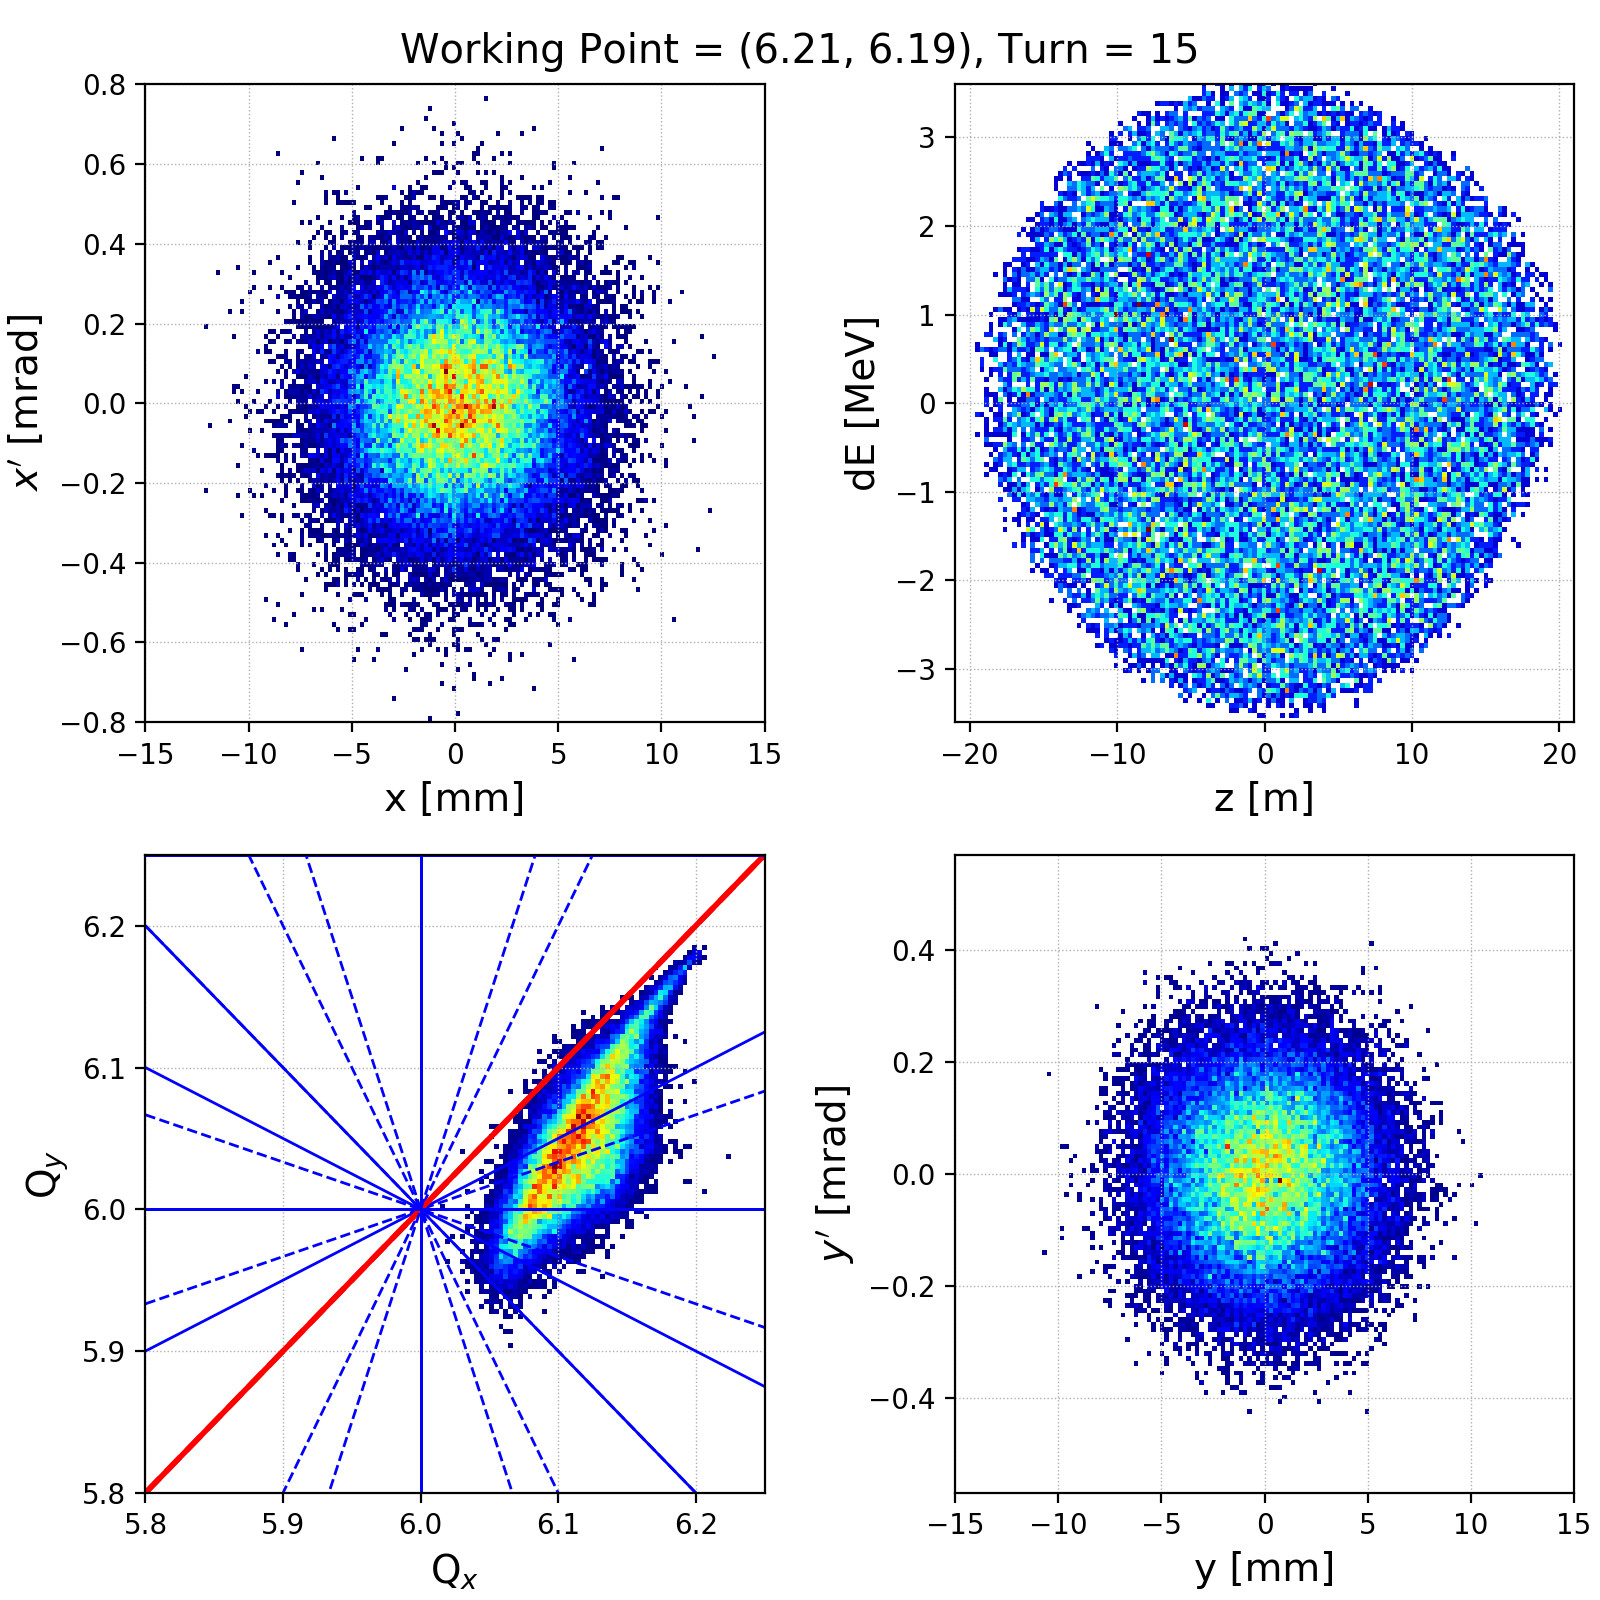 Working Point = (6.21, 6.19), Turn = 15
0.8
0.6
0.4
0.2
0.0
−0.2
−0.4
−0.6
−0.8
x′ [mrad]
−15 −10 −5 0 5 10 15
x [mm]
3
2
1
0
−1
−2
−3
dE [MeV]
−20 −10 0 10 20
z [m]
6.2
6.1
6.0
5.9
5.8
Qy
5.8 5.9 6.0 6.1 6.2
Qx
0.4
0.2
0.0
−0.2
−0.4
y′ [mrad]
−15 −10 −5 0 5 10 15
y [mm]